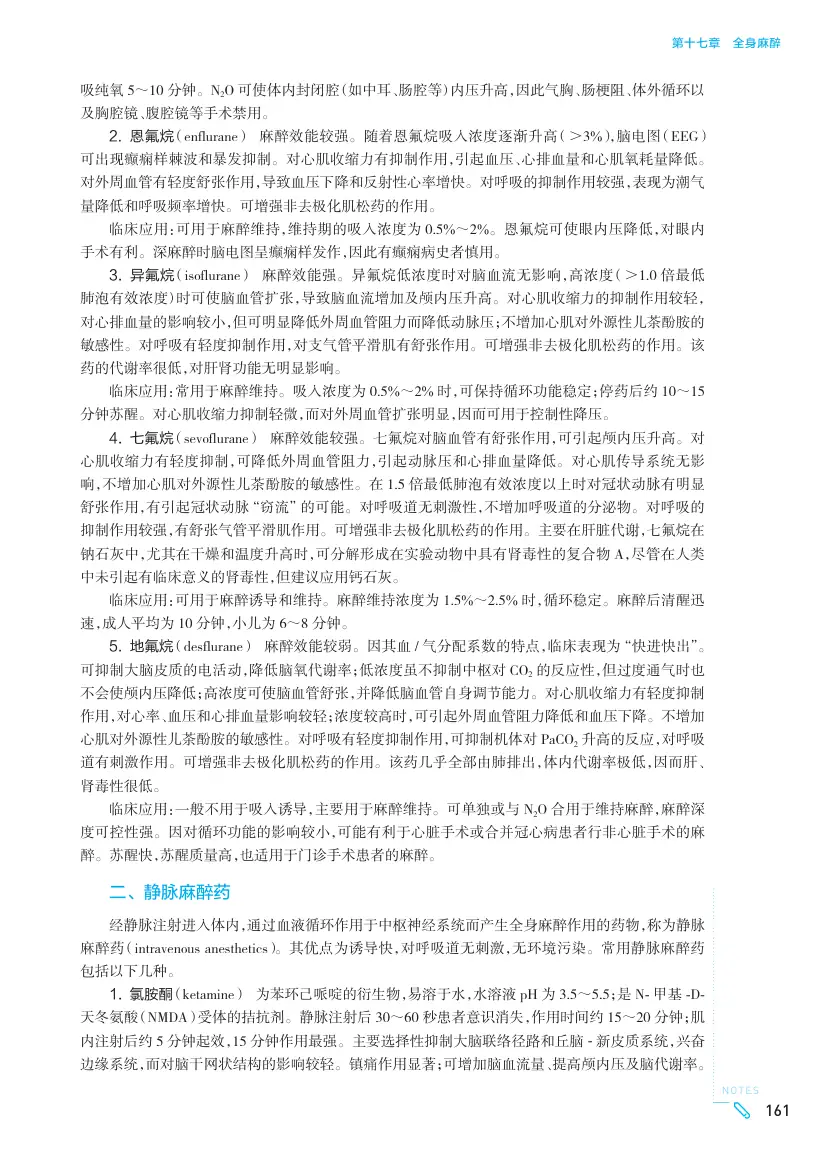 第十七章　全身麻醉
吸纯氧 5～10 分钟。N₂O 可使体内封闭腔（如中耳、肠腔等）内压升高，因此气胸、肠梗阻、体外循环以
及胸腔镜、腹腔镜等手术禁用。
2. 恩氟烷（enflurane）　麻醉效能较强。随着恩氟烷吸入浓度逐渐升高（＞3%），脑电图（EEG）
可出现癫痫样棘波和暴发抑制。对心肌收缩力有抑制作用，引起血压、心排血量和心肌氧耗量降低。
对外周血管有轻度舒张作用，导致血压下降和反射性心率增快。对呼吸的抑制作用较强，表现为潮气
量降低和呼吸频率增快。可增强非去极化肌松药的作用。
临床应用：可用于麻醉维持，维持期的吸入浓度为 0.5%～2%。恩氟烷可使眼内压降低，对眼内
手术有利。深麻醉时脑电图呈癫痫样发作，因此有癫痫病史者慎用。
3. 异氟烷（isoflurane）　麻醉效能强。异氟烷低浓度时对脑血流无影响，高浓度（＞1.0 倍最低
肺泡有效浓度）时可使脑血管扩张，导致脑血流增加及颅内压升高。对心肌收缩力的抑制作用较轻，
对心排血量的影响较小，但可明显降低外周血管阻力而降低动脉压；不增加心肌对外源性儿茶酚胺的
敏感性。对呼吸有轻度抑制作用，对支气管平滑肌有舒张作用。可增强非去极化肌松药的作用。该
药的代谢率很低，对肝肾功能无明显影响。
临床应用：常用于麻醉维持。吸入浓度为 0.5%～2% 时，可保持循环功能稳定；停药后约 10～15
分钟苏醒。对心肌收缩力抑制轻微，而对外周血管扩张明显，因而可用于控制性降压。
4. 七氟烷（sevoflurane）　麻醉效能较强。七氟烷对脑血管有舒张作用，可引起颅内压升高。对
心肌收缩力有轻度抑制，可降低外周血管阻力，引起动脉压和心排血量降低。对心肌传导系统无影
响，不增加心肌对外源性儿茶酚胺的敏感性。在 1.5 倍最低肺泡有效浓度以上时对冠状动脉有明显
舒张作用，有引起冠状动脉“窃流”的可能。对呼吸道无刺激性，不增加呼吸道的分泌物。对呼吸的
抑制作用较强，有舒张气管平滑肌作用。可增强非去极化肌松药的作用。主要在肝脏代谢，七氟烷在
钠石灰中，尤其在干燥和温度升高时，可分解形成在实验动物中具有肾毒性的复合物 A，尽管在人类
中未引起有临床意义的肾毒性，但建议应用钙石灰。
临床应用：可用于麻醉诱导和维持。麻醉维持浓度为 1.5%～2.5% 时，循环稳定。麻醉后清醒迅
速，成人平均为 10 分钟，小儿为 6～8 分钟。
5. 地氟烷（desflurane）　麻醉效能较弱。因其血 / 气分配系数的特点，临床表现为“快进快出”。
可抑制大脑皮质的电活动，降低脑氧代谢率；低浓度虽不抑制中枢对 CO₂ 的反应性，但过度通气时也
不会使颅内压降低；高浓度可使脑血管舒张，并降低脑血管自身调节能力。对心肌收缩力有轻度抑制
作用，对心率、血压和心排血量影响较轻；浓度较高时，可引起外周血管阻力降低和血压下降。不增加
心肌对外源性儿茶酚胺的敏感性。对呼吸有轻度抑制作用，可抑制机体对 PaCO₂ 升高的反应，对呼吸
道有刺激作用。可增强非去极化肌松药的作用。该药几乎全部由肺排出，体内代谢率极低，因而肝、
肾毒性很低。
临床应用：一般不用于吸入诱导，主要用于麻醉维持。可单独或与 N₂O 合用于维持麻醉，麻醉深
度可控性强。因对循环功能的影响较小，可能有利于心脏手术或合并冠心病患者行非心脏手术的麻
醉。苏醒快，苏醒质量高，也适用于门诊手术患者的麻醉。
二、静脉麻醉药
经静脉注射进入体内，通过血液循环作用于中枢神经系统而产生全身麻醉作用的药物，称为静脉
麻醉药（intravenous anesthetics）。其优点为诱导快，对呼吸道无刺激，无环境污染。常用静脉麻醉药
包括以下几种。
1. 氯胺酮（ketamine）　为苯环己哌啶的衍生物，易溶于水，水溶液 pH 为 3.5～5.5；是 N- 甲基 -D-
天冬氨酸（NMDA）受体的拮抗剂。静脉注射后 30～60 秒患者意识消失，作用时间约 15～20 分钟；肌
内注射后约 5 分钟起效，15 分钟作用最强。主要选择性抑制大脑联络径路和丘脑 - 新皮质系统，兴奋
边缘系统，而对脑干网状结构的影响较轻。镇痛作用显著；可增加脑血流量、提高颅内压及脑代谢率。
NOTES
161